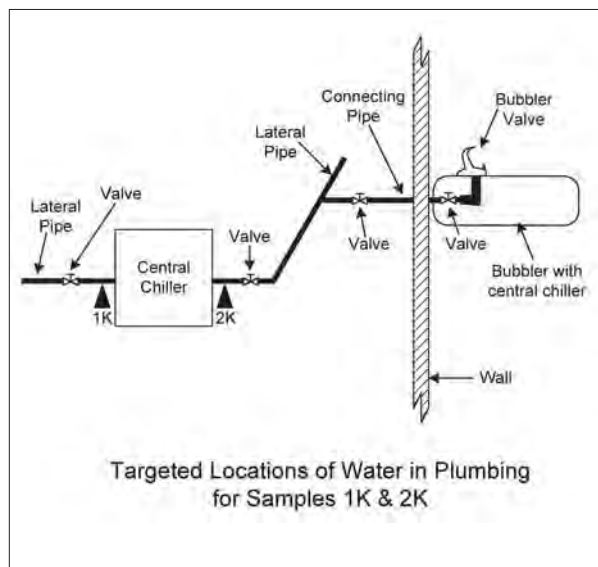 Bubbler
Valve
Connecting
Pipe
Lateral
Pipe
Valve
Lateral
Pipe
Valve
Central
Chiller
Valve
Valve
Bubbler with
central chiller
1K
2K
Wall
Targeted Locations of Water in Plumbing
for Samples 1K & 2K